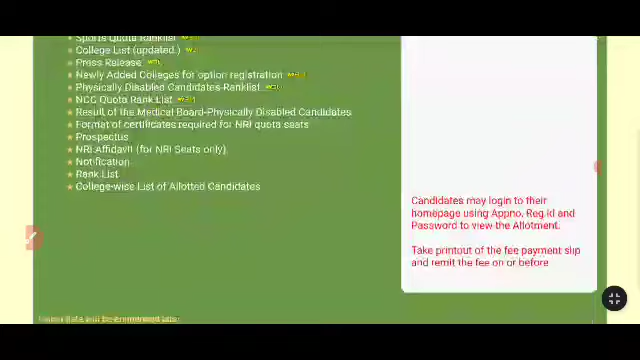 Sports Quota Ranklist
College List (updated.)
Press Release
Newly Added Colleges for option registration
Physically Disabled Candidates-Ranklist
NCC Quota Rank List
Result of the Medical Board-Physically Disabled Candidates
Format of certificates required for NRI quota seats
Prospectus
NRI Affidavit (for NRI Seats only)
Notification
Rank List
College-wise List of Allotted Candidates
Candidates may login to their
homepage using Appno, Reg.id and
Password to view the Allotment.
Take printout of the fee payment slip
and remit the fee on or before